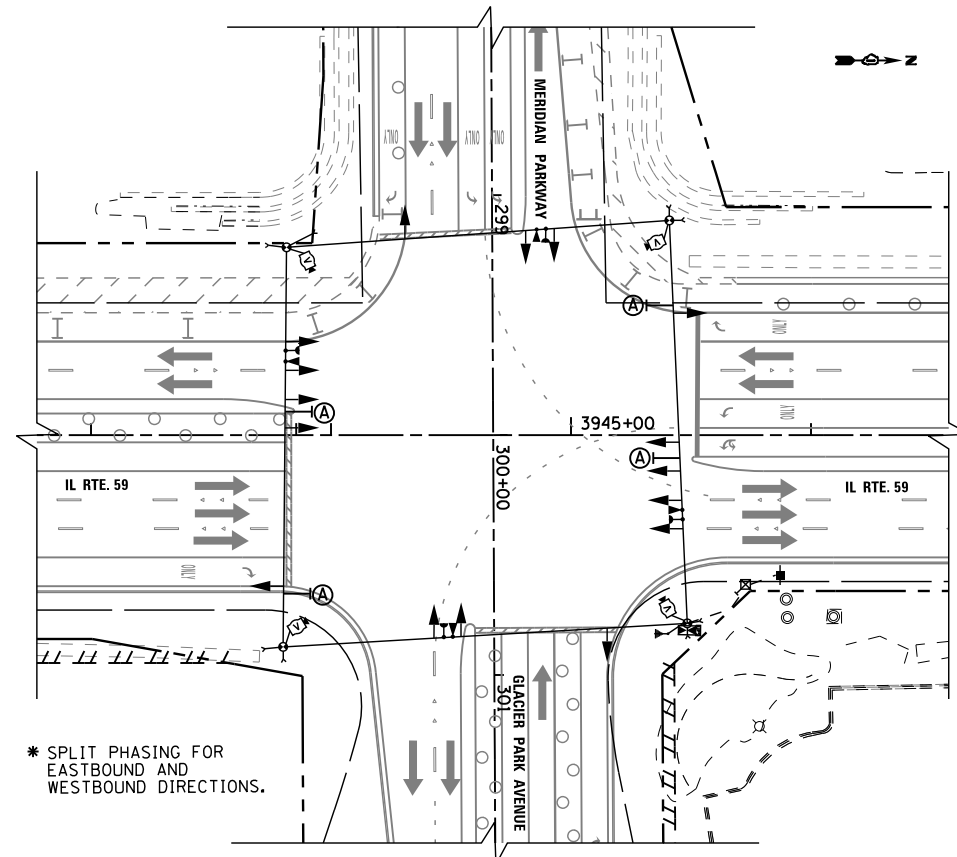 N
MERIDIAN PARKWAY
ONLY
ONLY
ONLY
299
ONLY
A
A
ONLY
3945+00
A
300+00
IL RTE. 59
IL RTE. 59
ONLY
A
V
V
V
V
GLACIER PARK AVENUE
301
* SPLIT PHASING FOR
EASTBOUND AND
WESTBOUND DIRECTIONS.